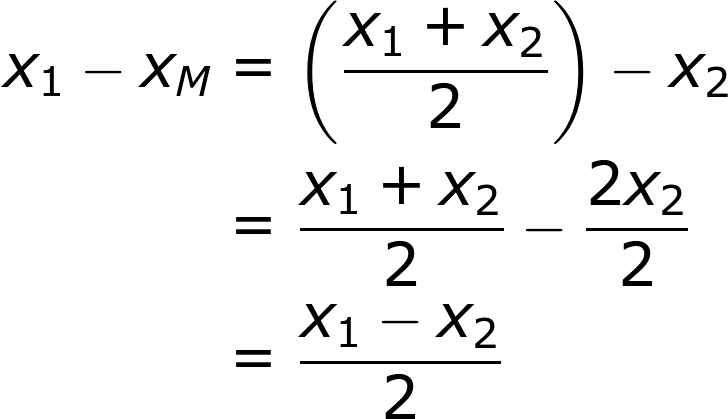 x₁ − x_M = ( (x₁ + x₂) / 2 ) − x₂
= (x₁ + x₂) / 2 − 2x₂ / 2
= (x₁ − x₂) / 2